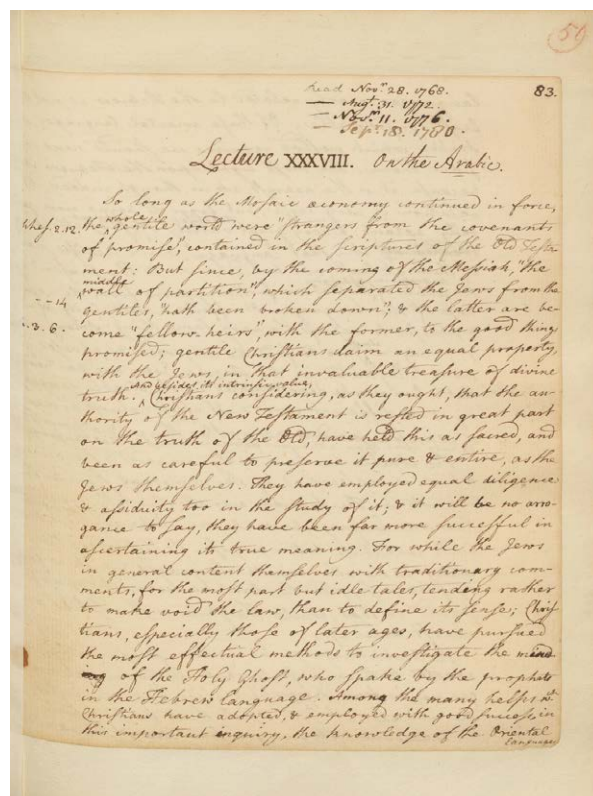 50
83.
Read Nov.r 28. 1768.
— Aug.t 31. 1772.
— Nov.r 11. 1776.
— Sep.r 18. 1780.
Lecture XXXVIII. On the Arabic.
So long as the Mosaic œconomy continued in force,
Ephes. 2. 12. the whole gentile world were "strangers from the covenants
of promise", contained in the scriptures of the Old Testa-
ment: But since, by the coming of the Messiah, "the
- - 14 middle wall of partition", which separated the Jews from the
gentiles, "hath been broken down"; & the latter are be-
- 3. 6. come "fellow-heirs", with the former, to the good things
promised; gentile Christians claim an equal property,
with the Jews, in that invaluable treasure of divine
truth. And besides its intrinsic value, Christians considering, as they ought, that the au-
thority of the New Testament is rested in great part
on the truth of the Old, have held this as sacred, and
been as careful to preserve it pure & entire, as the
Jews themselves. They have employed equal diligence
& assiduity too in the study of it; & it will be no arro-
gance to say, they have been far more successful in
ascertaining its true meaning. For while the Jews
in general content themselves with traditionary com-
ments, for the most part but idle tales, tending rather
to make void the law, than to define its sense; Chris-
tians, especially those of later ages, have pursued
the most effectual methods to investigate the mind
of the Holy Ghost, who spake by the prophets
in the Hebrew language. Among the many helps w.c
Christians have adopted, & employed with good success in
this important inquiry, the knowledge of the Oriental
Languages